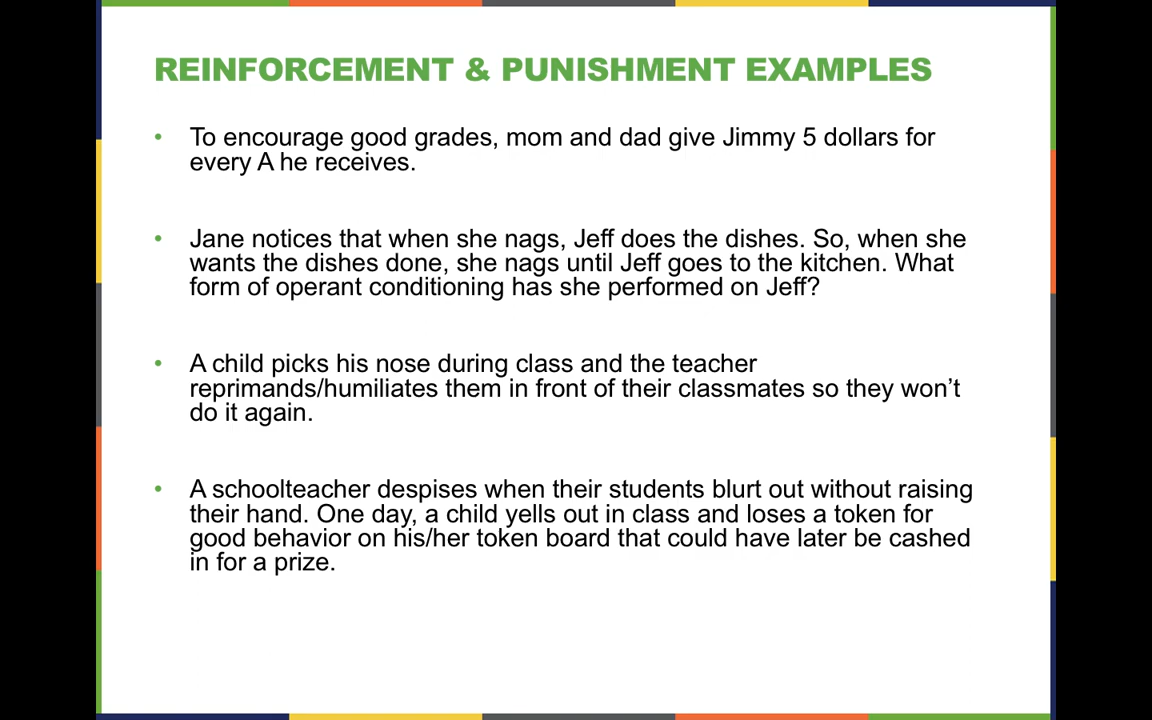 REINFORCEMENT & PUNISHMENT EXAMPLES
• To encourage good grades, mom and dad give Jimmy 5 dollars for
every A he receives.
• Jane notices that when she nags, Jeff does the dishes. So, when she
wants the dishes done, she nags until Jeff goes to the kitchen. What
form of operant conditioning has she performed on Jeff?
• A child picks his nose during class and the teacher
reprimands/humiliates them in front of their classmates so they won’t
do it again.
• A schoolteacher despises when their students blurt out without raising
their hand. One day, a child yells out in class and loses a token for
good behavior on his/her token board that could have later be cashed
in for a prize.